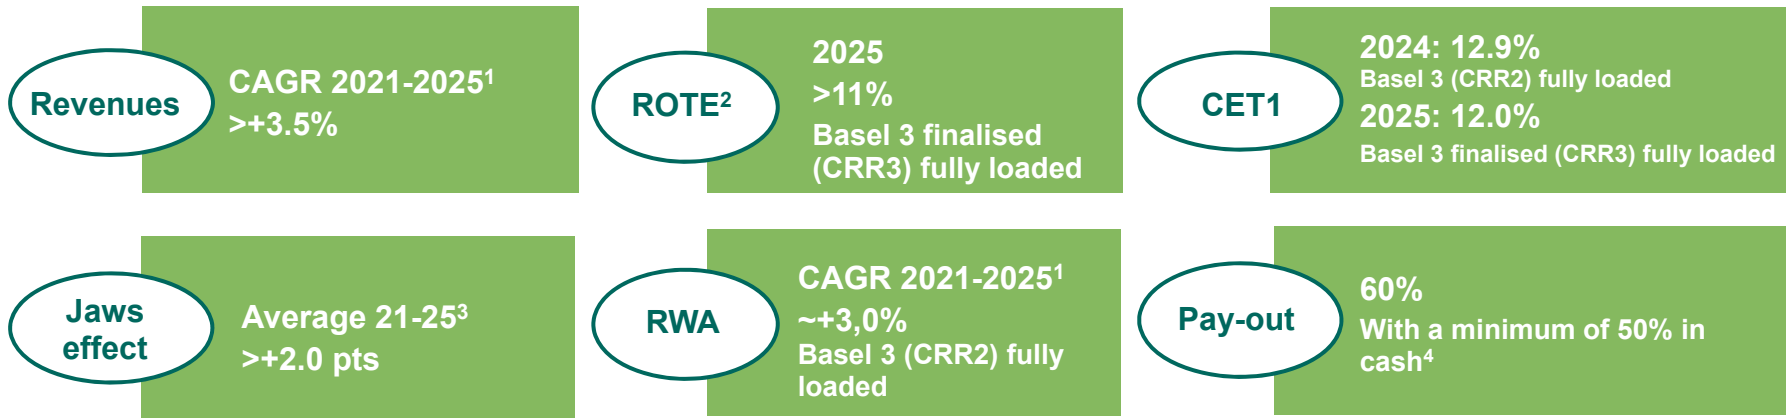 Revenues
CAGR 2021-2025¹
>+3.5%
ROTE²
2025
>11%
Basel 3 finalised
(CRR3) fully loaded
CET1
2024: 12.9%
Basel 3 (CRR2) fully loaded
2025: 12.0%
Basel 3 finalised (CRR3) fully loaded
Jaws
effect
Average 21-25³
>+2.0 pts
RWA
CAGR 2021-2025¹
~+3,0%
Basel 3 (CRR2) fully
loaded
Pay-out
60%
With a minimum of 50% in
cash⁴